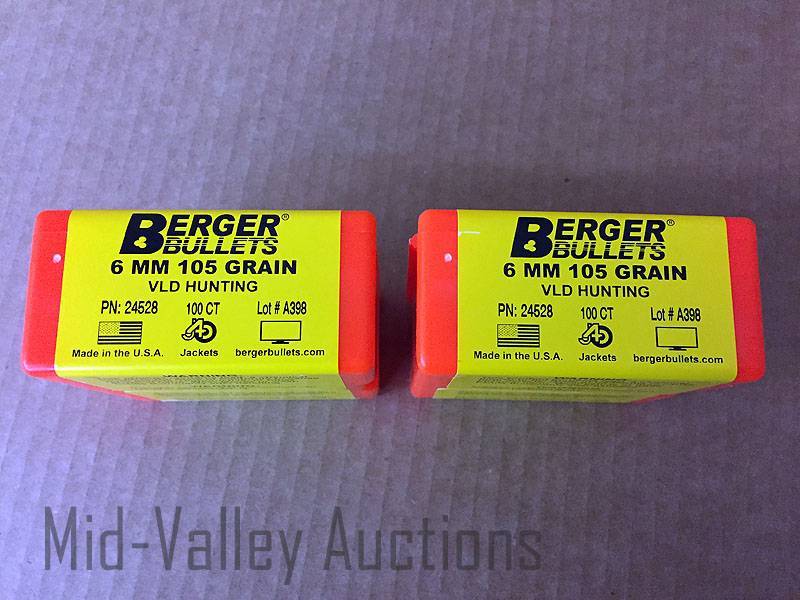 BERGER®
BULLETS
6 MM 105 GRAIN
VLD HUNTING
PN: 24528 100 CT Lot # A398
Made in the U.S.A. Jackets bergerbullets.com
BERGER®
BULLETS
6 MM 105 GRAIN
VLD HUNTING
PN: 24528 100 CT Lot # A398
Made in the U.S.A. Jackets bergerbullets.com
Mid-Valley Auctions